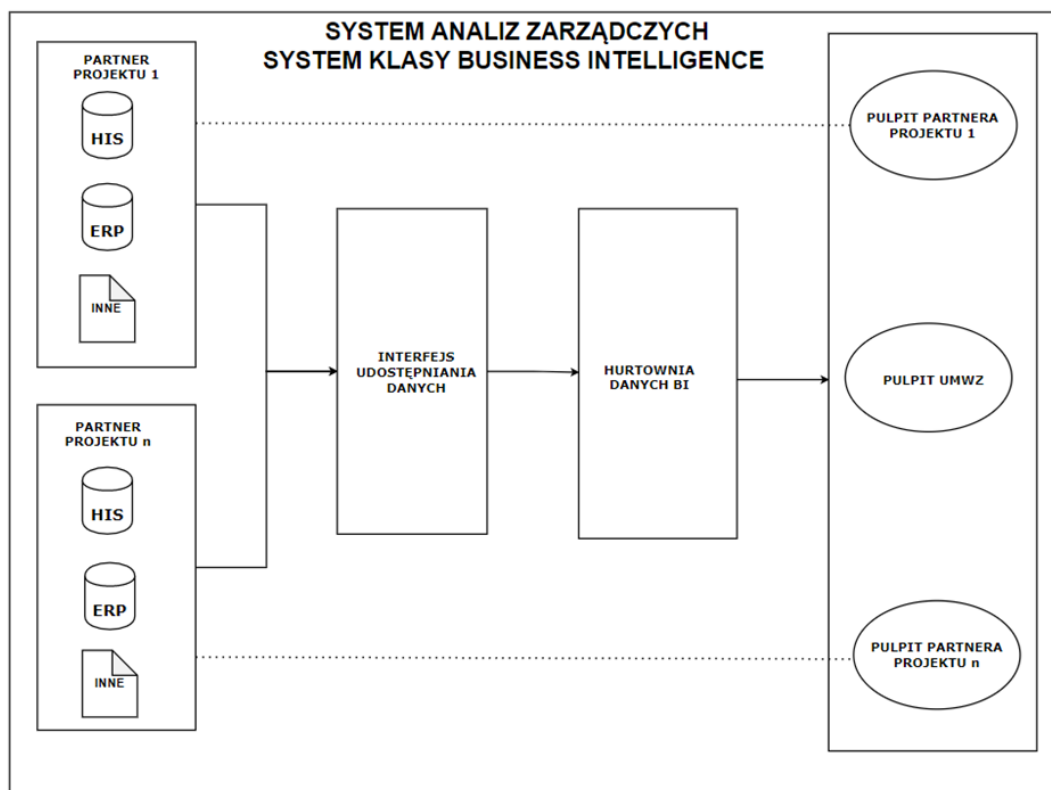 SYSTEM ANALIZ ZARZĄDCZYCH
SYSTEM KLASY BUSINESS INTELLIGENCE
PARTNER
PROJEKTU 1
HIS
ERP
INNE
PARTNER
PROJEKTU n
HIS
ERP
INNE
INTERFEJS
UDOSTĘPNIANIA
DANYCH
HURTOWNIA
DANYCH BI
PULPIT PARTNERA
PROJEKTU 1
PULPIT UMWZ
PULPIT PARTNERA
PROJEKTU n